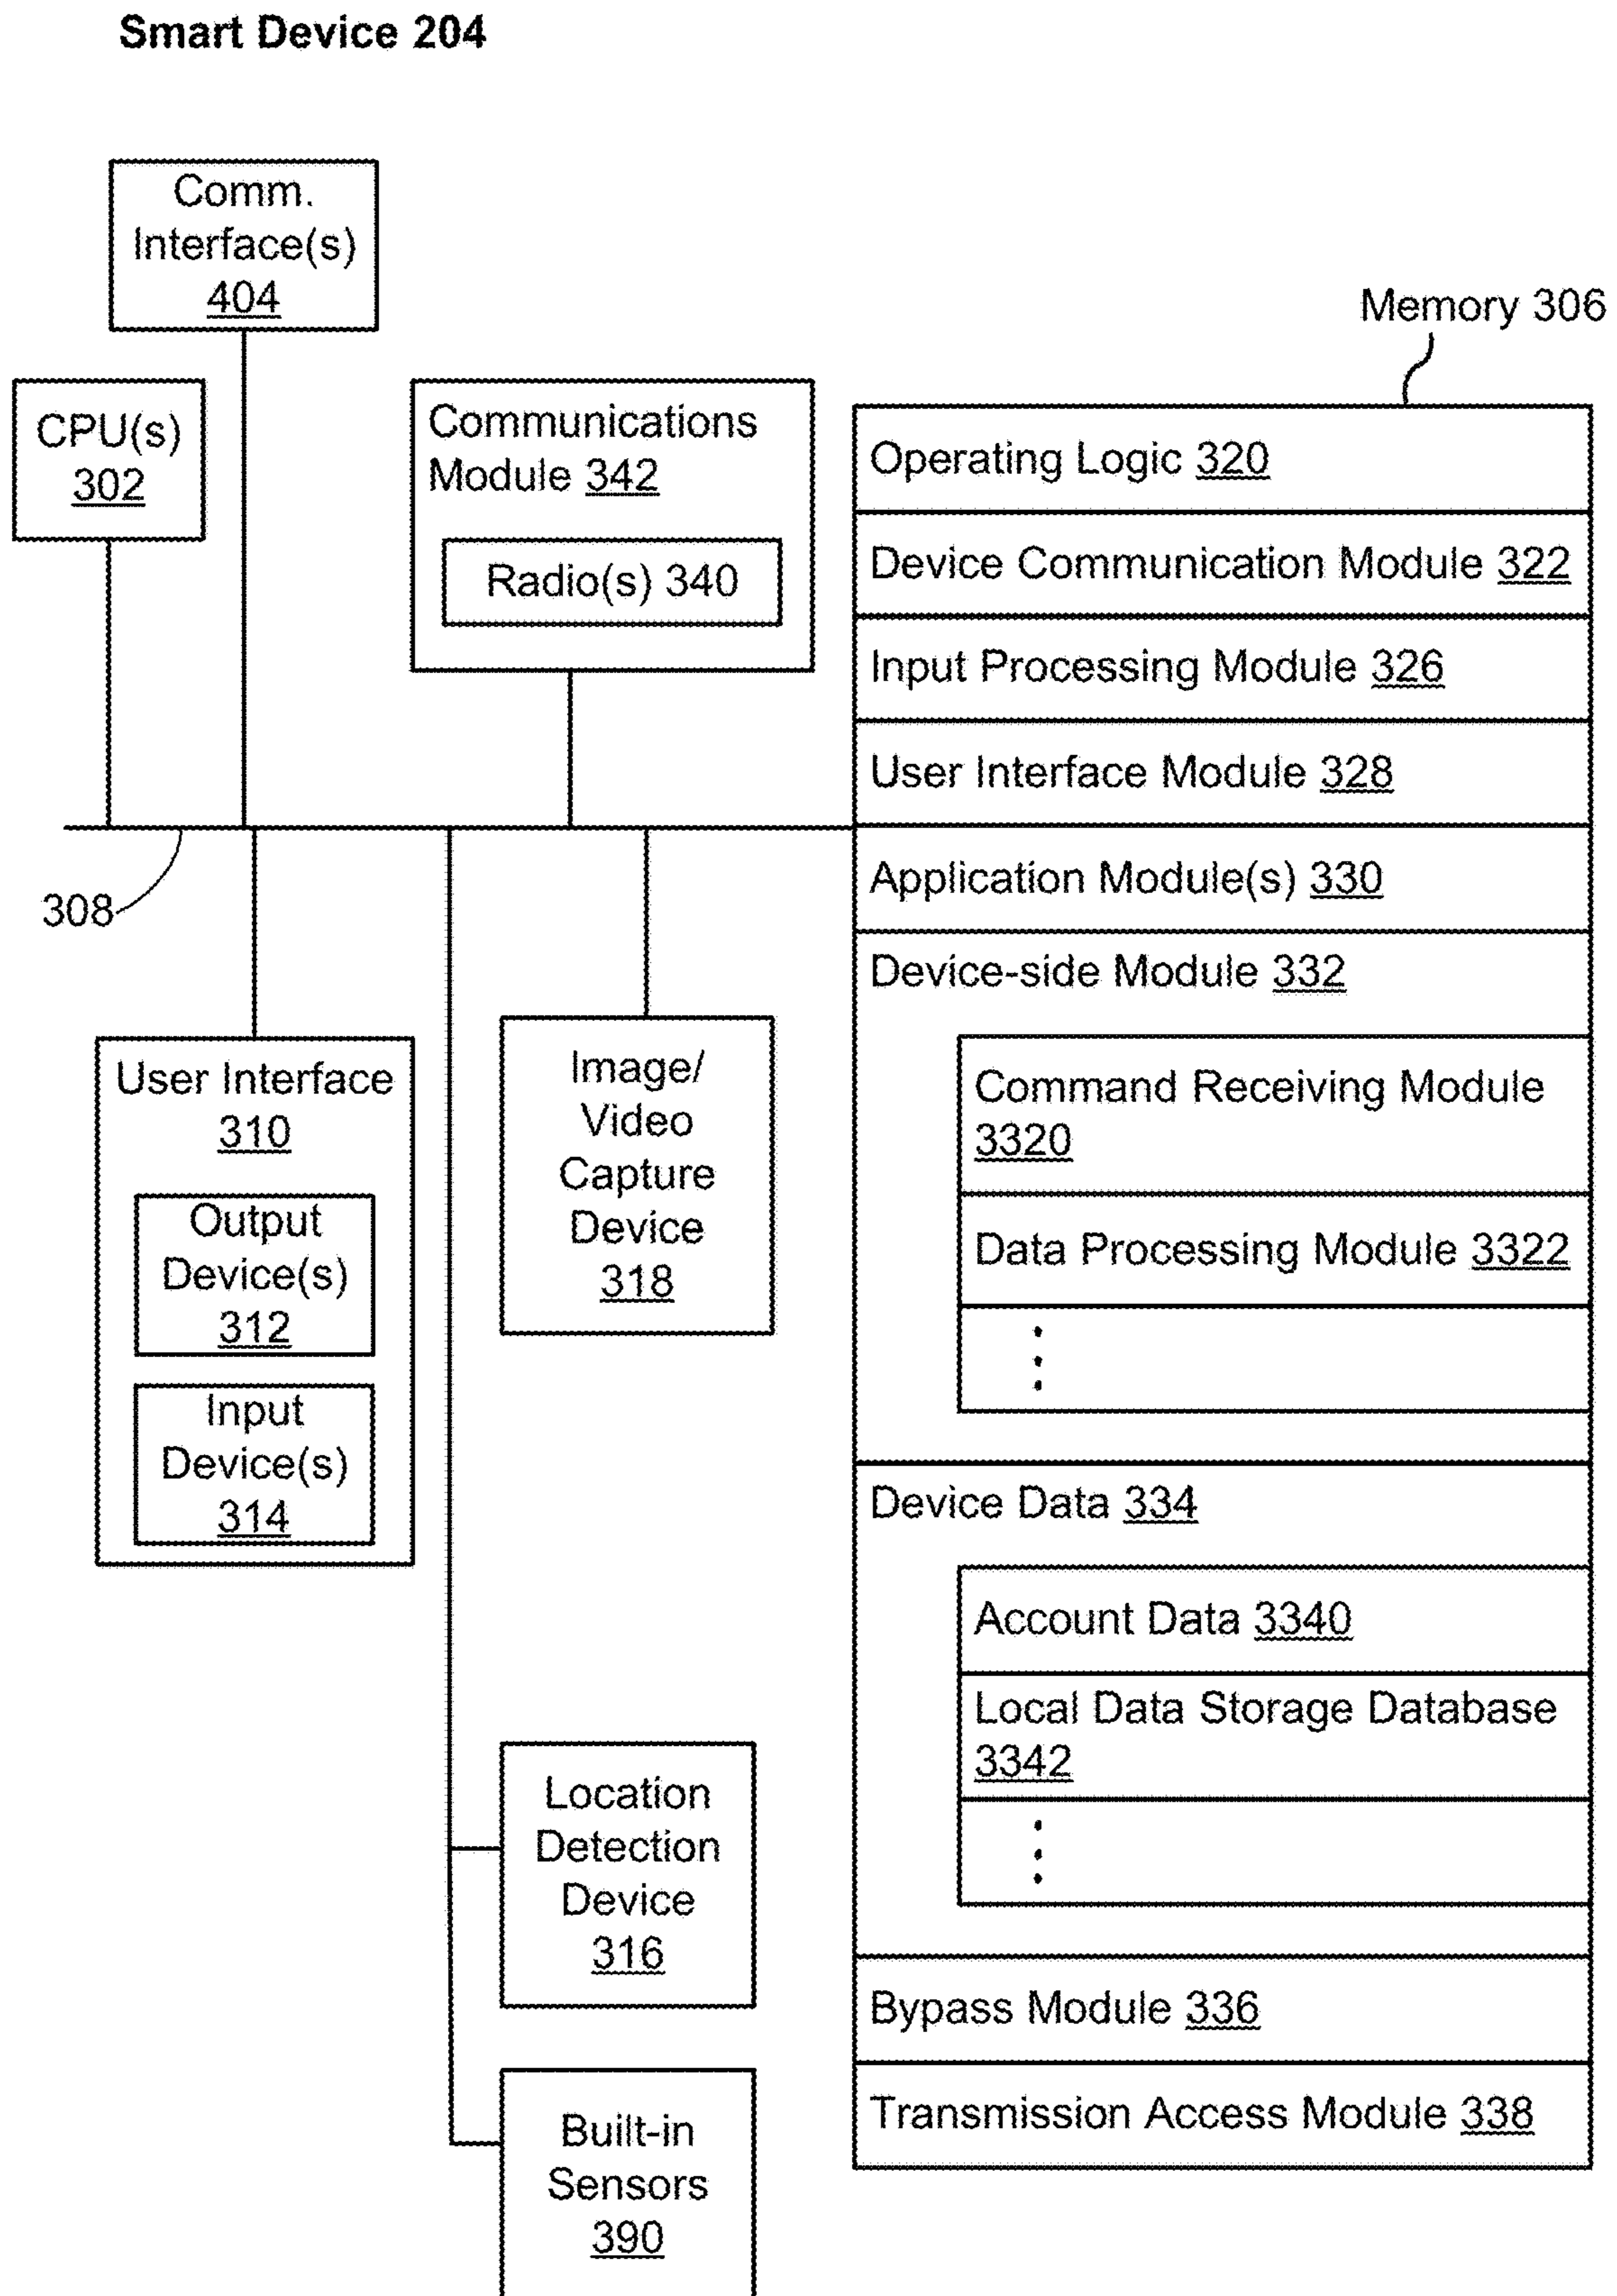 Smart Device 204
Comm.
Interface(s)
404
Memory 306
CPU(s)
302
Communications
Module 342
Radio(s) 340
308
User Interface
310
Output
Device(s)
312
Input
Device(s)
314
Image/
Video
Capture
Device
318
Location
Detection
Device
316
Built-in
Sensors
390
Operating Logic 320
Device Communication Module 322
Input Processing Module 326
User Interface Module 328
Application Module(s) 330
Device-side Module 332
Command Receiving Module
3320
Data Processing Module 3322
Device Data 334
Account Data 3340
Local Data Storage Database
3342
Bypass Module 336
Transmission Access Module 338